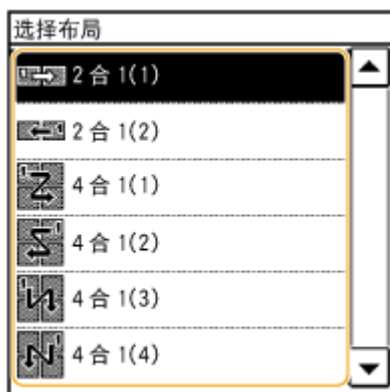 选择布局
2 合 1(1)
2 合 1(2)
4 合 1(1)
4 合 1(2)
4 合 1(3)
4 合 1(4)